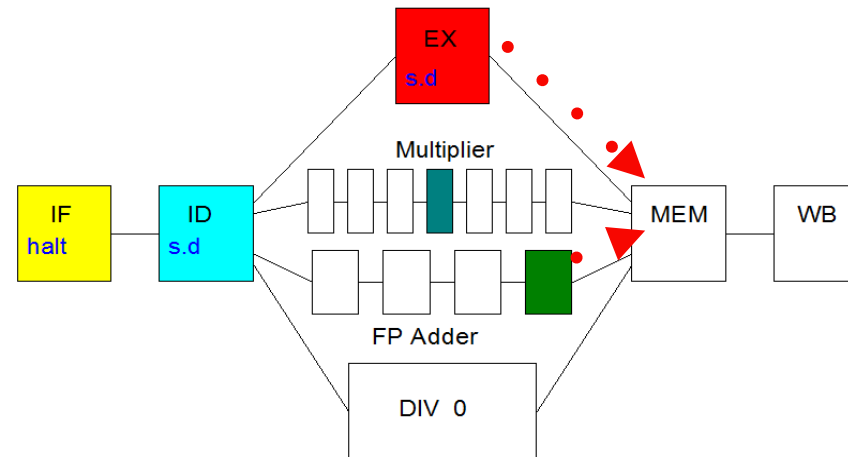 EX
s.d
Multiplier
IF
halt
ID
s.d
MEM
WB
FP Adder
DIV 0